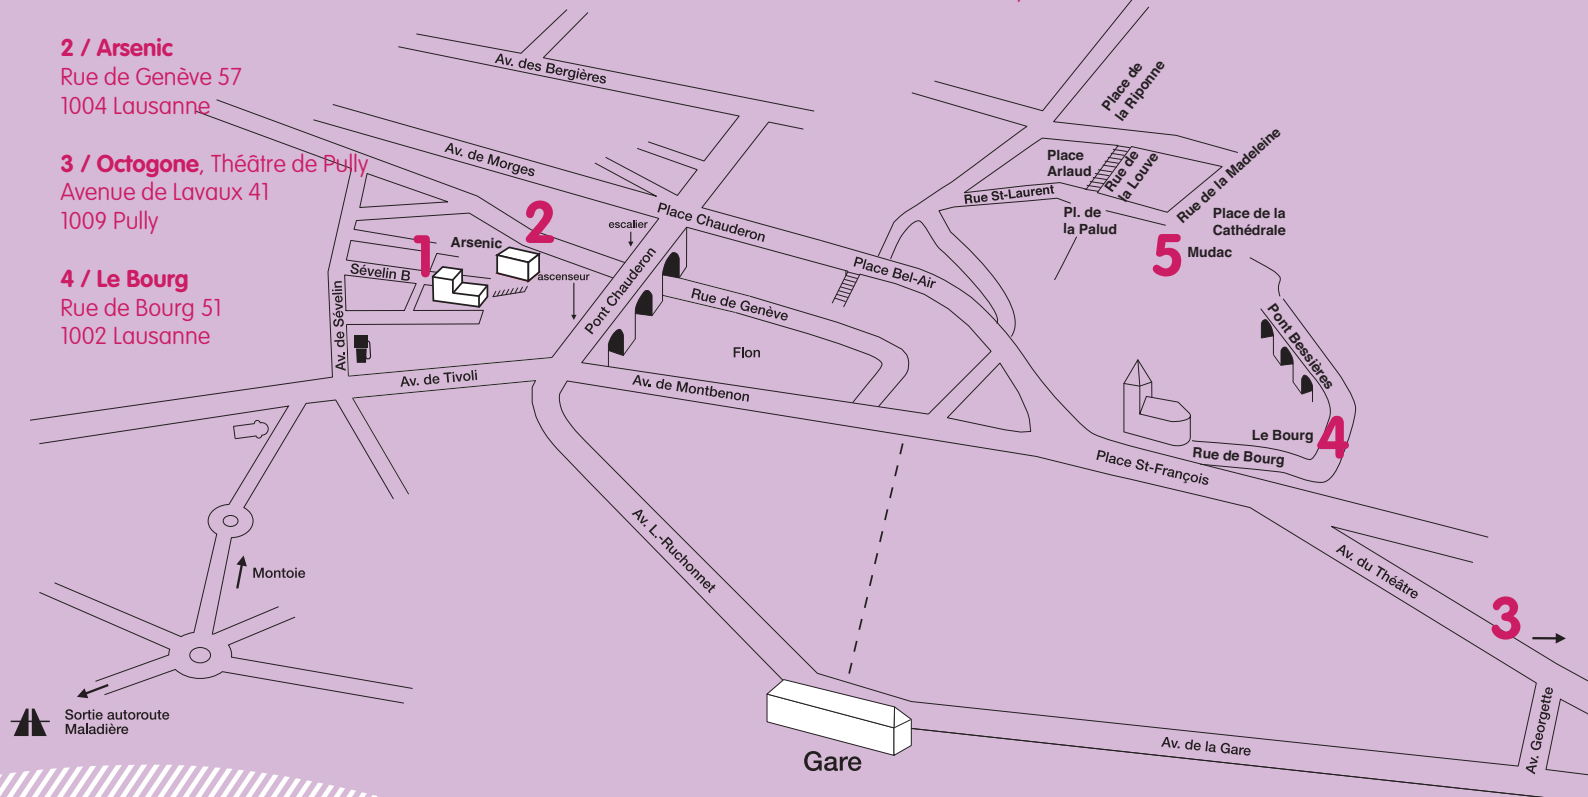 2 / Arsenic
Rue de Genève 57
1004 Lausanne
3 / Octogone, Théâtre de Pully
Avenue de Lavaux 41
1009 Pully
4 / Le Bourg
Rue de Bourg 51
1002 Lausanne
Av. des Bergières
Av. de Morges
Place Chauderon
escalier
2
1
Arsenic
Sévelin B
ascenseur
Pont Chauderon
Av. de Sévelin
Av. de Tivoli
Rue de Genève
Flon
Av. de Montbenon
Place Bel-Air
Place de
la Riponne
Place
Arlaud
Rue de
la Louve
Rue de la Madeleine
Rue St-Laurent
Pl. de
la Palud
Place de la
Cathédrale
5
Mudac
Pont Bessières
Le Bourg
4
Rue de Bourg
Place St-François
Av. L.-Ruchonnet
Av. du Théâtre
3
Montoie
Sortie autoroute
Maladière
Gare
Av. de la Gare
Av. Georgette